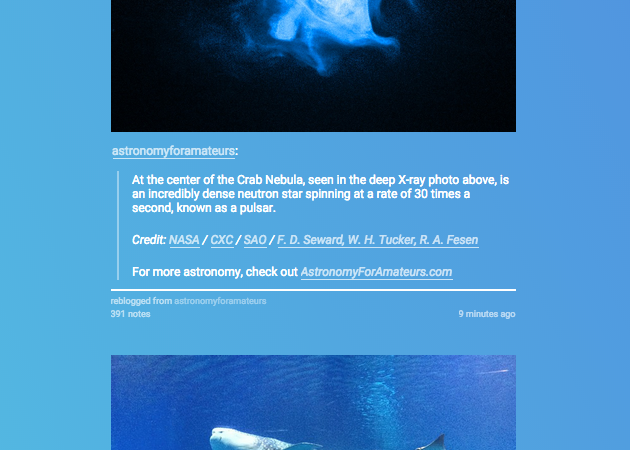 astronomyforamateurs:
At the center of the Crab Nebula, seen in the deep X-ray photo above, is
an incredibly dense neutron star spinning at a rate of 30 times a
second, known as a pulsar.
Credit: NASA / CXC / SAO / F. D. Seward, W. H. Tucker, R. A. Fesen
For more astronomy, check out AstronomyForAmateurs.com
reblogged from astronomyforamateurs
391 notes 9 minutes ago